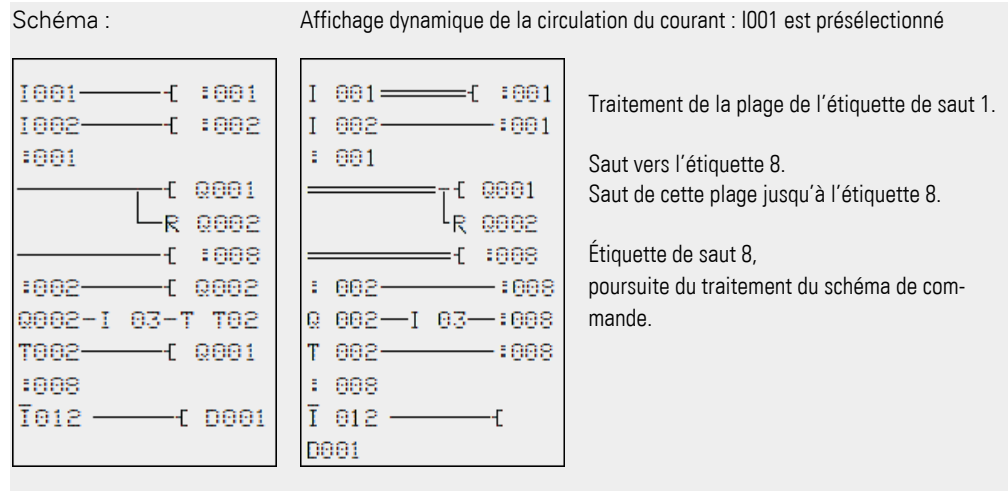 Schéma :
Affichage dynamique de la circulation du courant : I001 est présélectionné
I001 [ :001
I002 [ :002
:001
[ Q001
R Q002
[ :008
:002 [ Q002
Q002-I 03-T T02
T002 [ Q001
:008
Ī012 [ D001
I 001 [ :001
I 002 :001
: 001
[ Q001
R Q002
[ :008
: 002 :008
Q 002—I 03—:008
T 002 :008
: 008
Ī 012 [
D001
Traitement de la plage de l'étiquette de saut 1.
Saut vers l'étiquette 8.
Saut de cette plage jusqu'à l'étiquette 8.
Étiquette de saut 8,
poursuite du traitement du schéma de com-
mande.